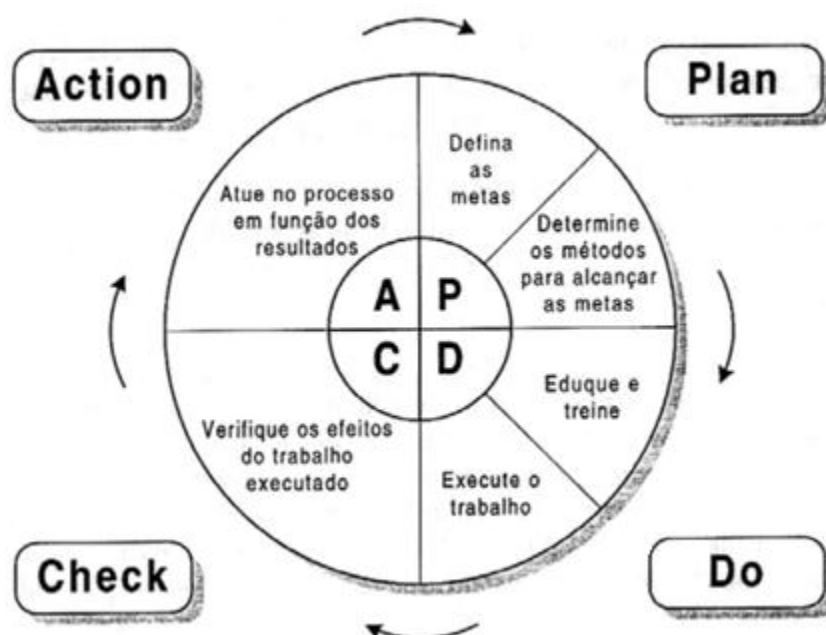 Action
Plan
Defina
as
metas
Determine
os métodos
para alcançar
as metas
Atue no processo
em função dos
resultados
A
P
C
D
Eduque e
treine
Execute o
trabalho
Verifique os efeitos
do trabalho
executado
Check
Do